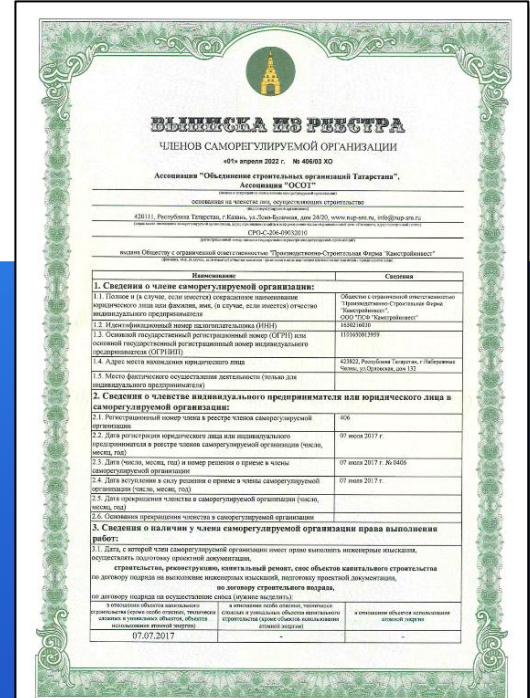 ВЫПИСКА ИЗ РЕЕСТРА
ЧЛЕНОВ САМОРЕГУЛИРУЕМОЙ ОРГАНИЗАЦИИ
«01» апреля 2022 г. № 406/03 ХО
Ассоциация "Объединение строительных организаций Татарстана",
Ассоциация "ОСОТ"
основанная на членстве лиц, осуществляющих строительство
420111, Республика Татарстан, г. Казань, ул. Лево-Булачная, дом 24/20, www.nup-sro.ru, info@nup-sro.ru
СРО-С-206-09032010
выдана Обществу с ограниченной ответственностью "Производственно-Строительная Фирма "Камстройинвест"
Наименование Сведения
1. Сведения о члене саморегулируемой организации:
1.1. Полное и (в случае, если имеется) сокращенное наименование Общество с ограниченной ответственностью
юридического лица или фамилия, имя, (в случае, если имеется) отчество "Производственно-Строительная Фирма
индивидуального предпринимателя "Камстройинвест",
ООО "ПСФ "Камстройинвест"
1.2. Идентификационный номер налогоплательщика (ИНН)
1.3. Основной государственный регистрационный номер (ОГРН) или
основной государственный регистрационный номер индивидуального
предпринимателя (ОГРНИП)
1.4. Адрес места нахождения юридического лица 423822, Республика Татарстан, г Набережные
Челны, ул. Орловская, дом 132
1.5. Место фактического осуществления деятельности (только для
индивидуального предпринимателя)
2. Сведения о членстве индивидуального предпринимателя или юридического лица в
саморегулируемой организации:
2.1. Регистрационный номер члена в реестре членов саморегулируемой 406
организации
2.2. Дата регистрации юридического лица или индивидуального 07 июля 2017 г.
предпринимателя в реестре членов саморегулируемой организации (число,
месяц, год)
2.3. Дата (число, месяц, год) и номер решения о приеме в члены 07 июля 2017 г. № 0406
саморегулируемой организации
2.4. Дата вступления в силу решения о приеме в члены саморегулируемой 07 июля 2017 г.
организации (число, месяц, год)
2.5. Дата прекращения членства в саморегулируемой организации (число,
месяц, год)
2.6. Основания прекращения членства в саморегулируемой организации
3. Сведения о наличии у члена саморегулируемой организации права выполнения
работ:
3.1. Дата, с которой член саморегулируемой организации имеет право выполнять инженерные изыскания,
осуществлять подготовку проектной документации,
строительство, реконструкцию, капитальный ремонт, снос объектов капитального строительства
по договору подряда на выполнение инженерных изысканий, подготовку проектной документации,
по договору строительного подряда,
по договору подряда на осуществление сноса (нужное выделить):
в отношении объектов капитального в отношении особо опасных, технически в отношении объектов использования
строительства (кроме особо опасных, технически сложных и уникальных объектов капитального атомной энергии
сложных и уникальных объектов, объектов строительства (кроме объектов использования
использования атомной энергии) атомной энергии)
07.07.2017 - -